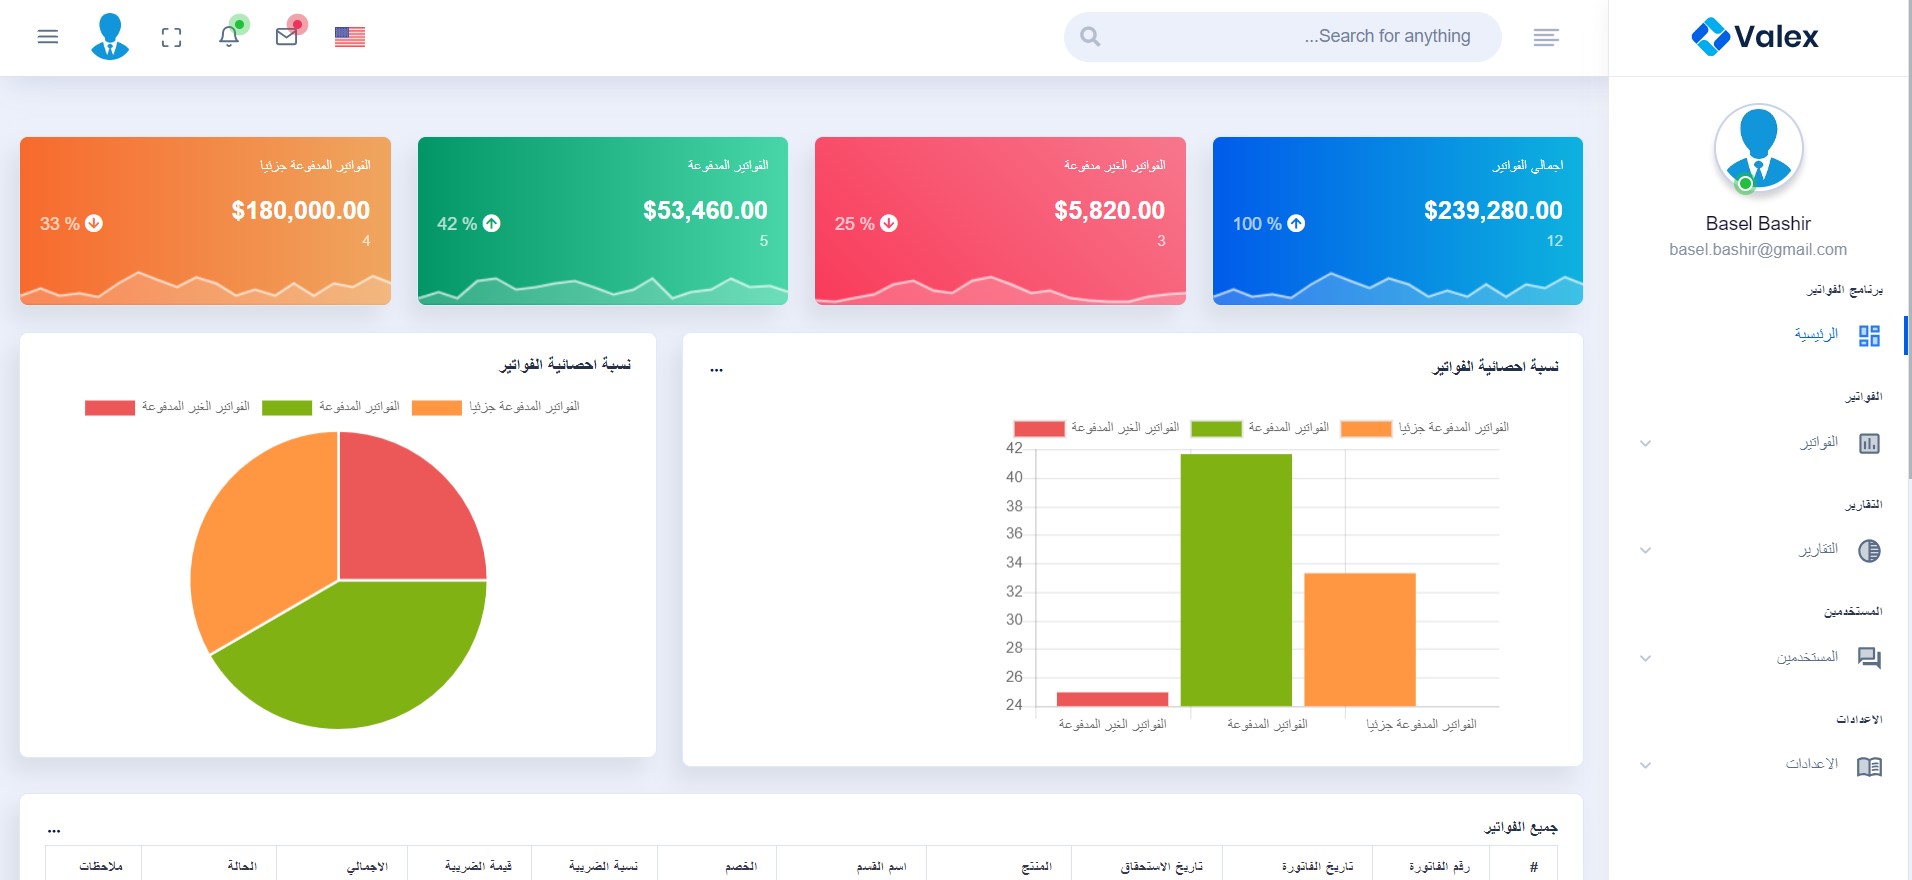 Search for anything...
Valex
Basel Bashir
basel.bashir@gmail.com
برنامج الفواتير
الرئيسية
الفواتير
الفواتير
التقارير
التقارير
المستخدمين
المستخدمين
الاعدادات
الاعدادات
اجمالي الفواتير
$239,280.00
12
100 %
الفواتير الغير مدفوعة
$5,820.00
3
25 %
الفواتير المدفوعة
$53,460.00
5
42 %
الفواتير المدفوعة جزئيا
$180,000.00
4
33 %
نسبة احصائية الفواتير
...
الفواتير الغير المدفوعة الفواتير المدفوعة الفواتير المدفوعة جزئيا
42
40
38
36
34
32
30
28
26
24
الفواتير الغير المدفوعة الفواتير المدفوعة الفواتير المدفوعة جزئيا
نسبة احصائية الفواتير
الفواتير الغير المدفوعة الفواتير المدفوعة الفواتير المدفوعة جزئيا
جميع الفواتير
...
# رقم الفاتورة تاريخ الفاتورة تاريخ الاستحقاق المنتج اسم القسم الخصم نسبة الضريبة قيمة الضريبة الاجمالي الحالة ملاحظات